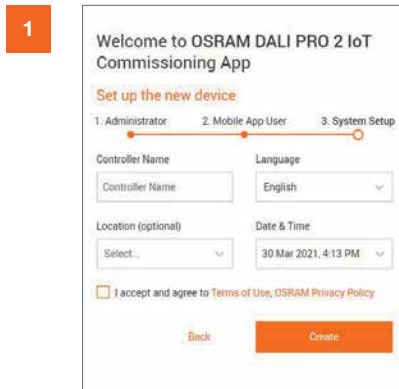 1
Welcome to OSRAM DALI PRO 2 IoT
Commissioning App
Set up the new device
1. Administrator 2. Mobile App User 3. System Setup
Controller Name Language
Controller Name English
Location (optional) Date & Time
Select... 30 Mar 2021, 4:13 PM
I accept and agree to Terms of Use, OSRAM Privacy Policy
Back Create